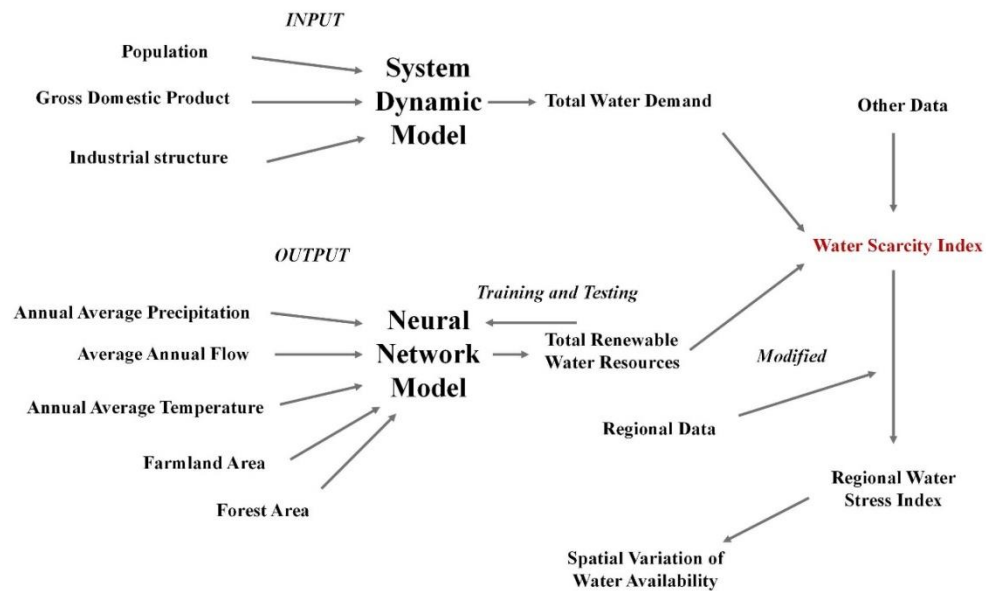 INPUT
Population
Gross Domestic Product
Industrial structure
System
Dynamic
Model
Total Water Demand
Other Data
Water Scarcity Index
OUTPUT
Annual Average Precipitation
Average Annual Flow
Annual Average Temperature
Farmland Area
Forest Area
Neural
Network
Model
Training and Testing
Total Renewable
Water Resources
Modified
Regional Data
Regional Water
Stress Index
Spatial Variation of
Water Availability